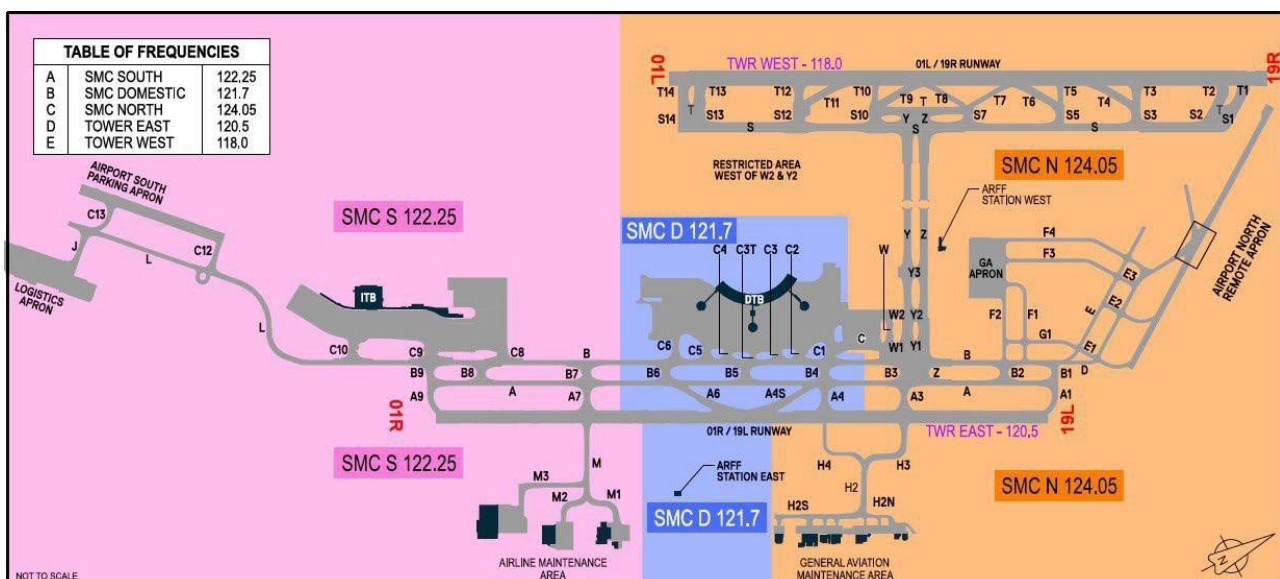 TABLE OF FREQUENCIES
A SMC SOUTH 122.25
B SMC DOMESTIC 121.7
C SMC NORTH 124.05
D TOWER EAST 120.5
E TOWER WEST 118.0
01L
TWR WEST - 118.0
01L / 19R RUNWAY
19R
T14
T13
T12
T11
T10
T9
T
T8
T7
T6
T5
T4
T3
T2
T1
T
T
S14
S13
S12
S10
Y
Z
S7
S5
S3
S2
S1
S
S
S
RESTRICTED AREA
WEST OF W2 & Y2
SMC N 124.05
AIRPORT SOUTH
PARKING APRON
C13
J
L
C12
LOGISTICS
APRON
L
SMC S 122.25
SMC D 121.7
ARFF
STATION WEST
C4
C3T
C3
C2
W
Y
Z
F4
F3
GA
APRON
E3
E2
E
AIRPORT NORTH
REMOTE APRON
ITB
DTB
Y3
W2
Y2
F2
F1
G1
E1
C10
C9
C8
B
C6
C5
C1
C
W1
Y1
B
B9
B8
B7
B6
B5
B4
B3
Z
B2
B1
D
A9
A
A7
A6
A4S
A4
A3
A
A1
01R
01R / 19L RUNWAY
TWR EAST - 120.5
19L
SMC S 122.25
M
M3
M2
M1
ARFF
STATION EAST
SMC D 121.7
H4
H3
H2
H2S
H2N
SMC N 124.05
AIRLINE MAINTENANCE
AREA
GENERAL AVIATION
MAINTENANCE AREA
NOT TO SCALE